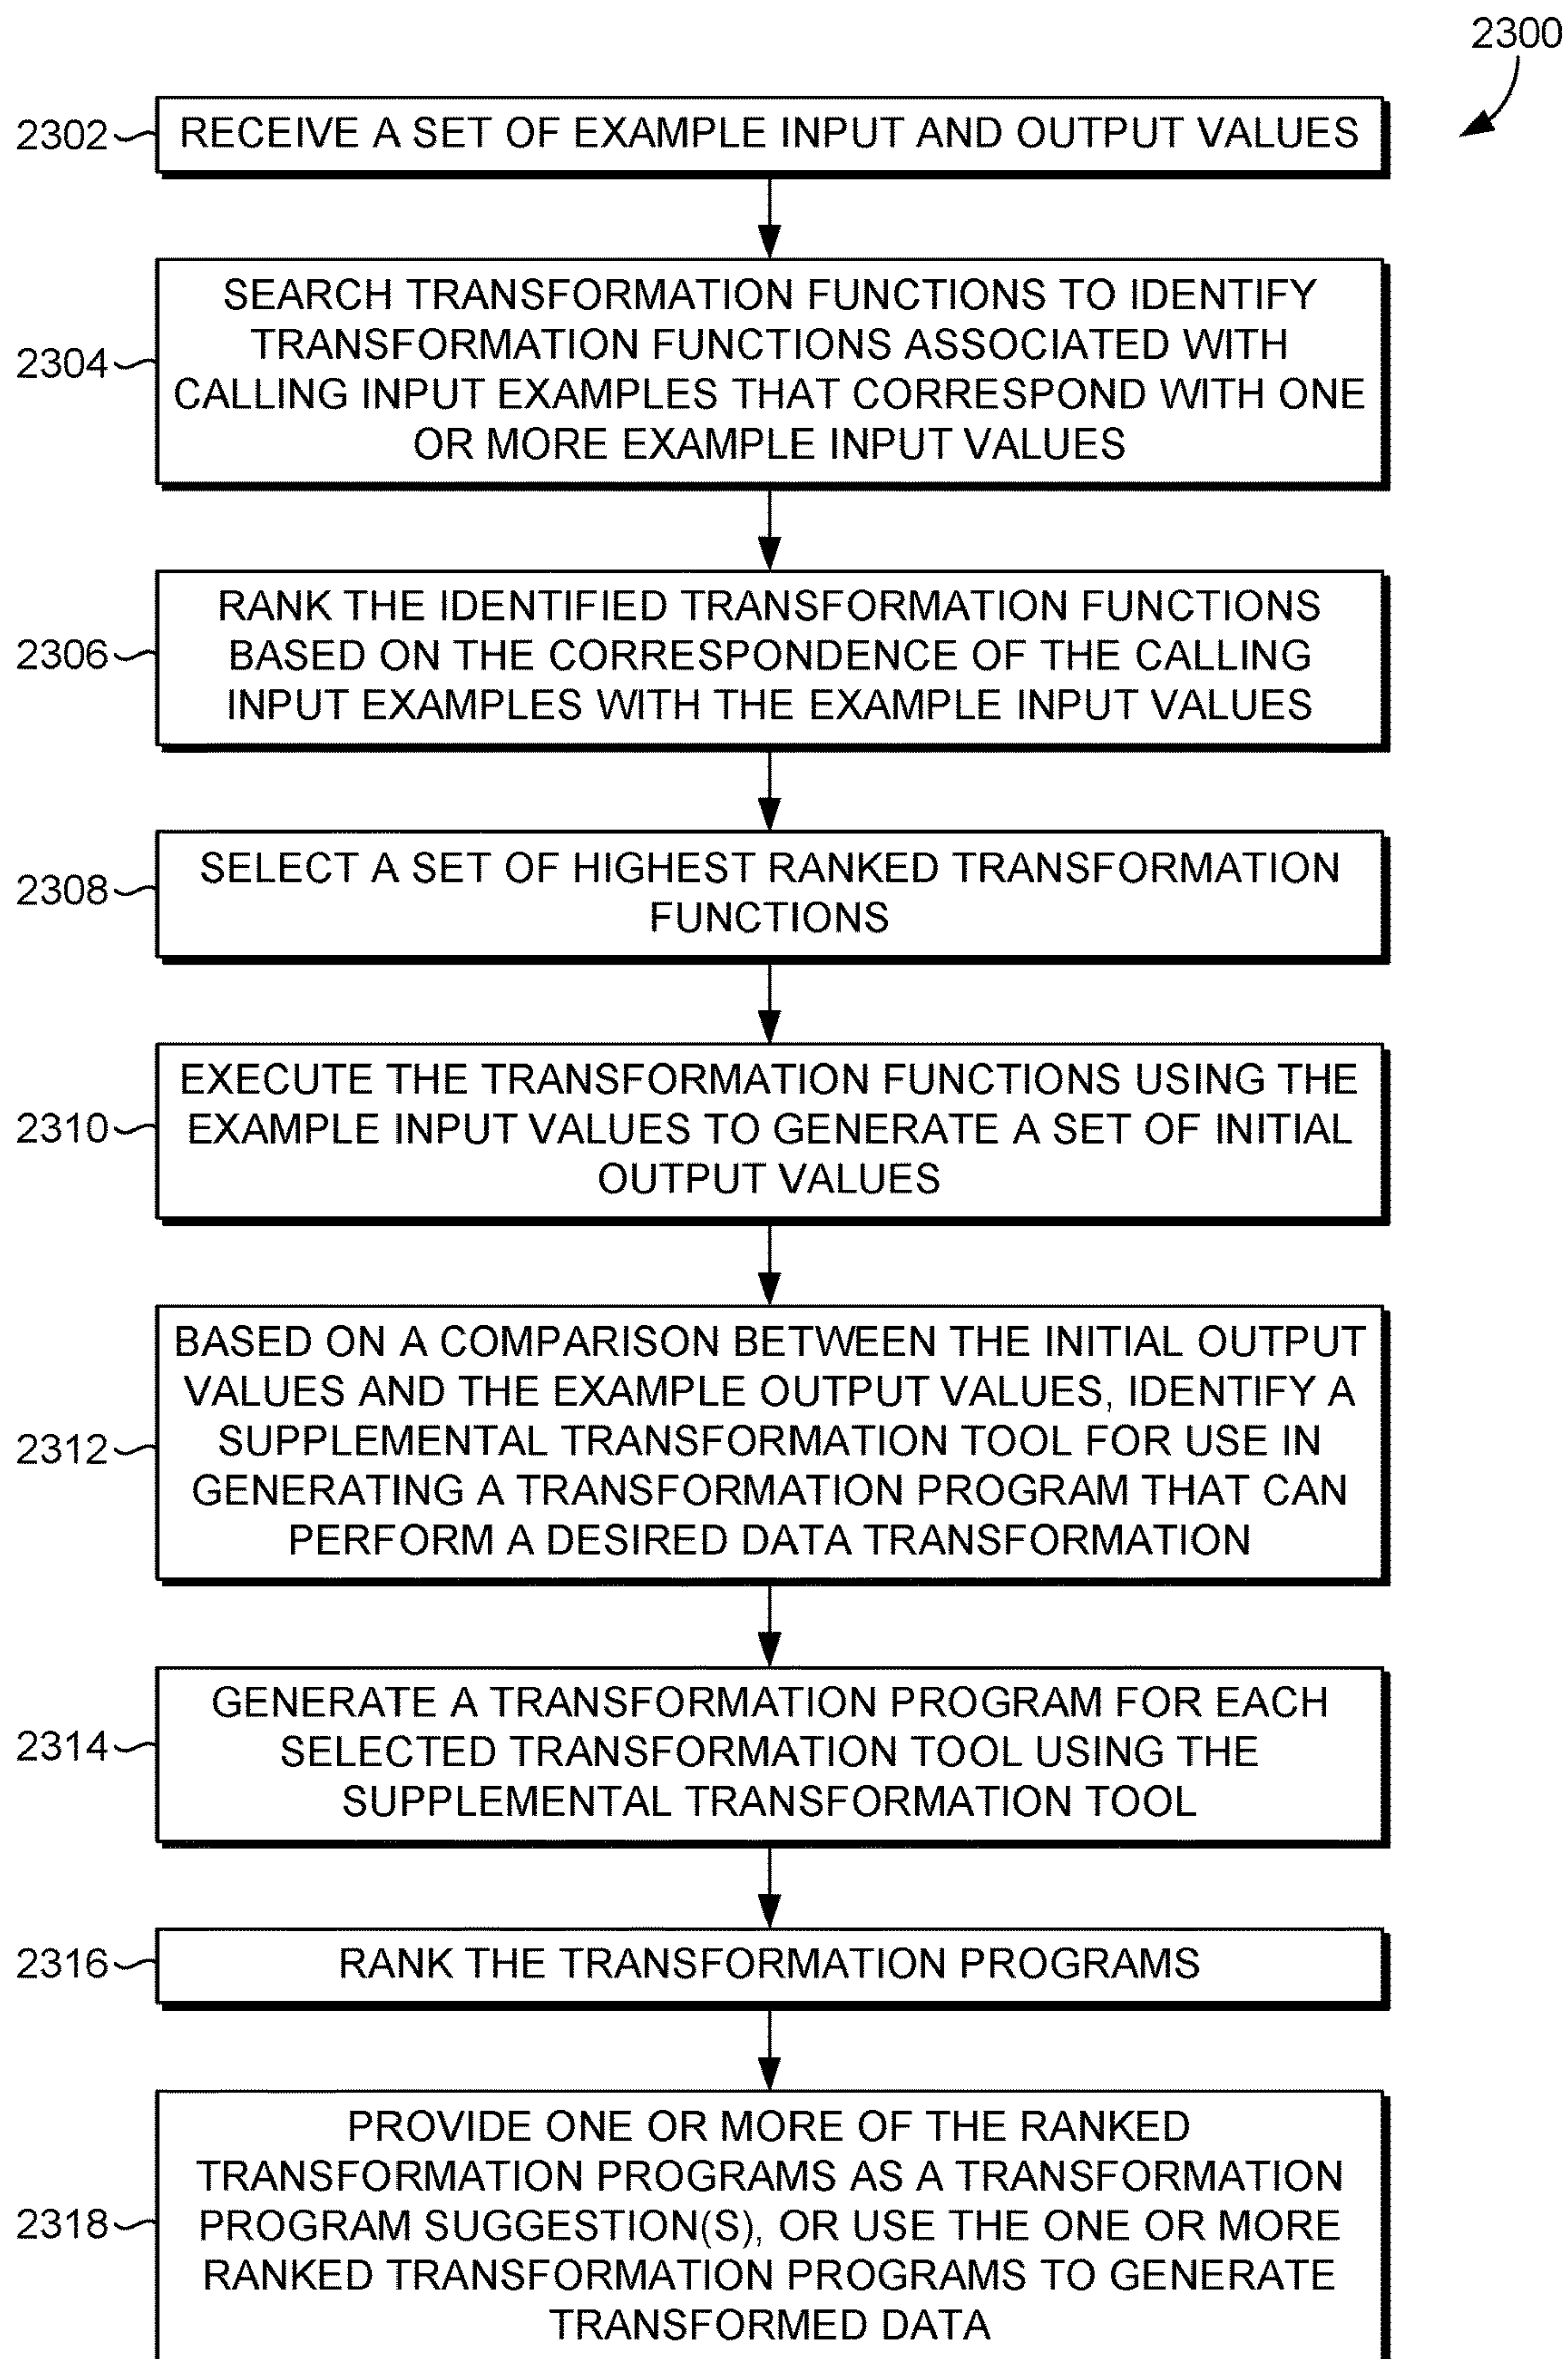 2300
2302
RECEIVE A SET OF EXAMPLE INPUT AND OUTPUT VALUES
2304
SEARCH TRANSFORMATION FUNCTIONS TO IDENTIFY
TRANSFORMATION FUNCTIONS ASSOCIATED WITH
CALLING INPUT EXAMPLES THAT CORRESPOND WITH ONE
OR MORE EXAMPLE INPUT VALUES
2306
RANK THE IDENTIFIED TRANSFORMATION FUNCTIONS
BASED ON THE CORRESPONDENCE OF THE CALLING
INPUT EXAMPLES WITH THE EXAMPLE INPUT VALUES
2308
SELECT A SET OF HIGHEST RANKED TRANSFORMATION
FUNCTIONS
2310
EXECUTE THE TRANSFORMATION FUNCTIONS USING THE
EXAMPLE INPUT VALUES TO GENERATE A SET OF INITIAL
OUTPUT VALUES
2312
BASED ON A COMPARISON BETWEEN THE INITIAL OUTPUT
VALUES AND THE EXAMPLE OUTPUT VALUES, IDENTIFY A
SUPPLEMENTAL TRANSFORMATION TOOL FOR USE IN
GENERATING A TRANSFORMATION PROGRAM THAT CAN
PERFORM A DESIRED DATA TRANSFORMATION
2314
GENERATE A TRANSFORMATION PROGRAM FOR EACH
SELECTED TRANSFORMATION TOOL USING THE
SUPPLEMENTAL TRANSFORMATION TOOL
2316
RANK THE TRANSFORMATION PROGRAMS
2318
PROVIDE ONE OR MORE OF THE RANKED
TRANSFORMATION PROGRAMS AS A TRANSFORMATION
PROGRAM SUGGESTION(S), OR USE THE ONE OR MORE
RANKED TRANSFORMATION PROGRAMS TO GENERATE
TRANSFORMED DATA